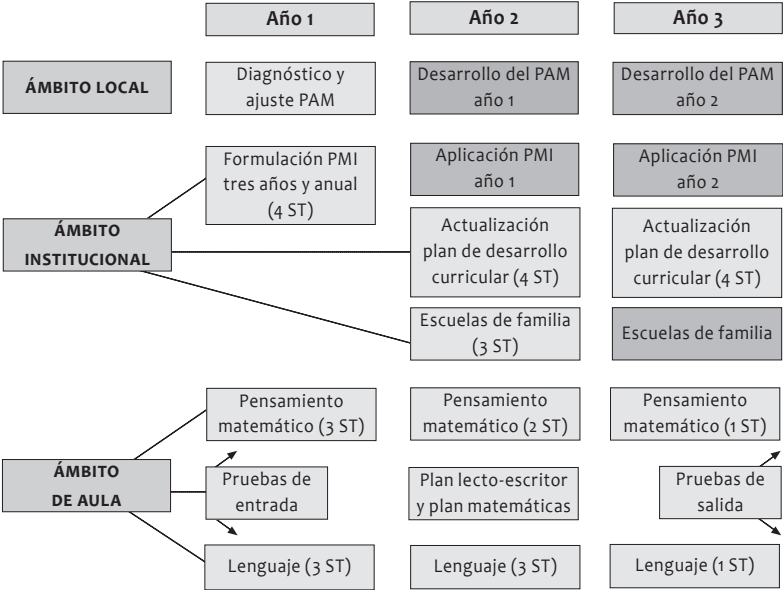 Año 1
Año 2
Año 3
ÁMBITO LOCAL
Diagnóstico y
ajuste PAM
Desarrollo del PAM
año 1
Desarrollo del PAM
año 2
Formulación PMI
tres años y anual
(4 ST)
Aplicación PMI
año 1
Aplicación PMI
año 2
ÁMBITO
INSTITUCIONAL
Actualización
plan de desarrollo
curricular (4 ST)
Actualización
plan de desarrollo
curricular (4 ST)
Escuelas de familia
(3 ST)
Escuelas de familia
Pensamiento
matemático (3 ST)
Pensamiento
matemático (2 ST)
Pensamiento
matemático (1 ST)
ÁMBITO
DE AULA
Pruebas de
entrada
Plan lecto-escritor
y plan matemáticas
Pruebas de
salida
Lenguaje (3 ST)
Lenguaje (3 ST)
Lenguaje (1 ST)